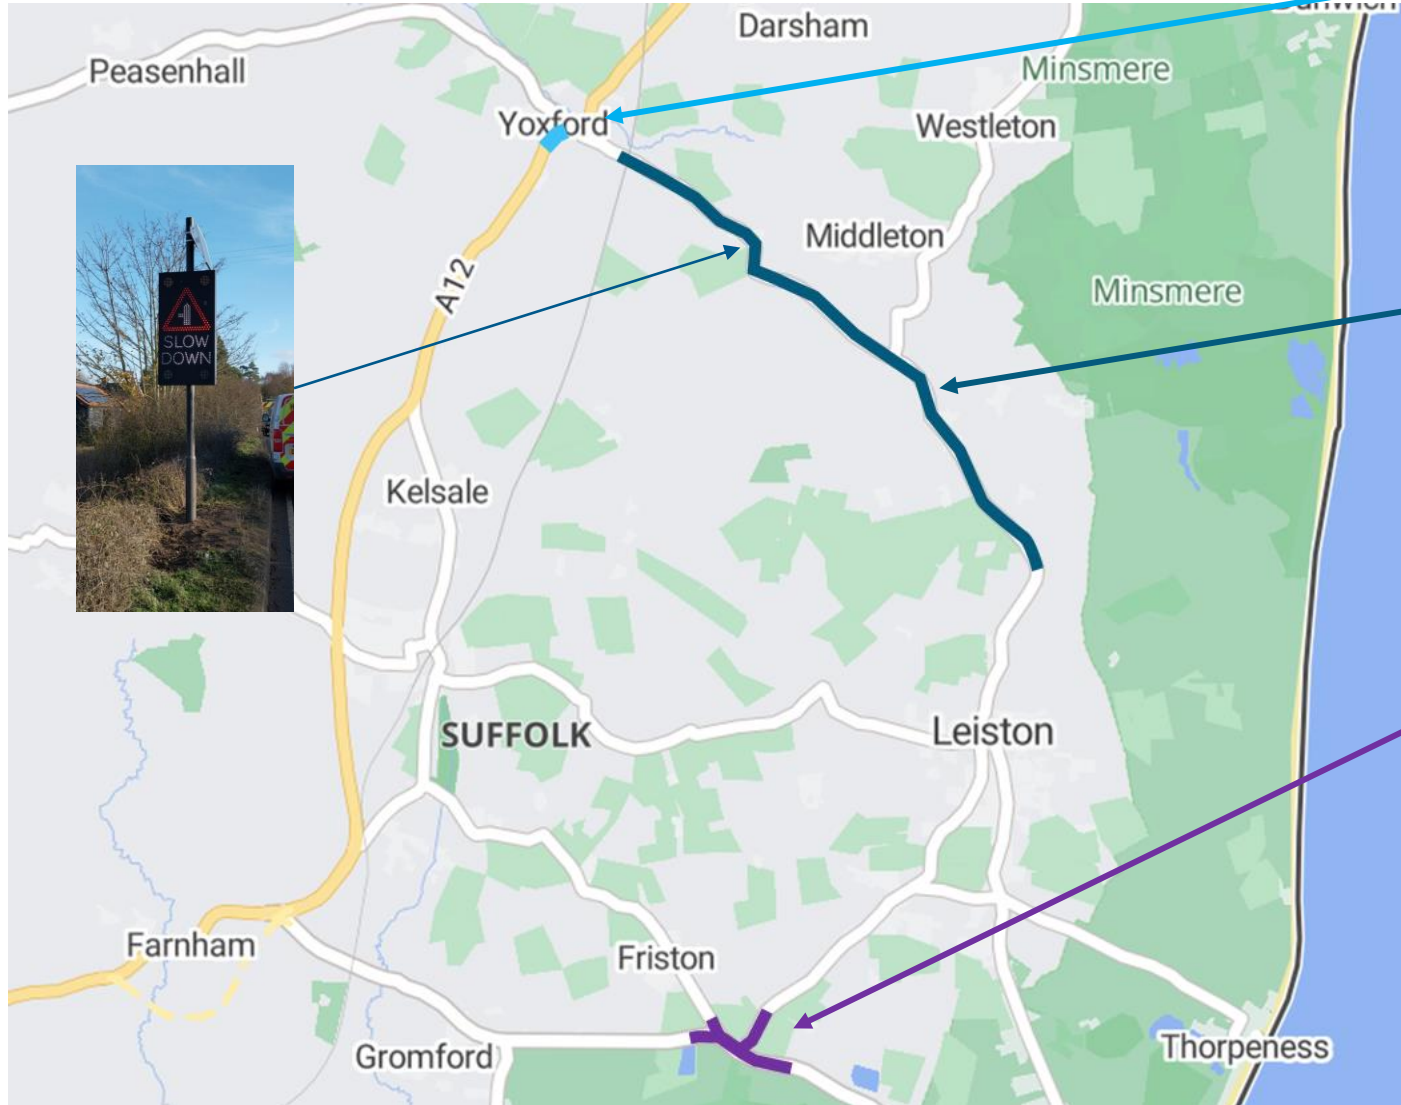 Darsham
Peasenhall
Minsmere
Yoxford
Westleton
Middleton
A12
Minsmere
SLOW
DOWN
Kelsale
SUFFOLK
Leiston
Farnham
Friston
Gromford
Thorpeness